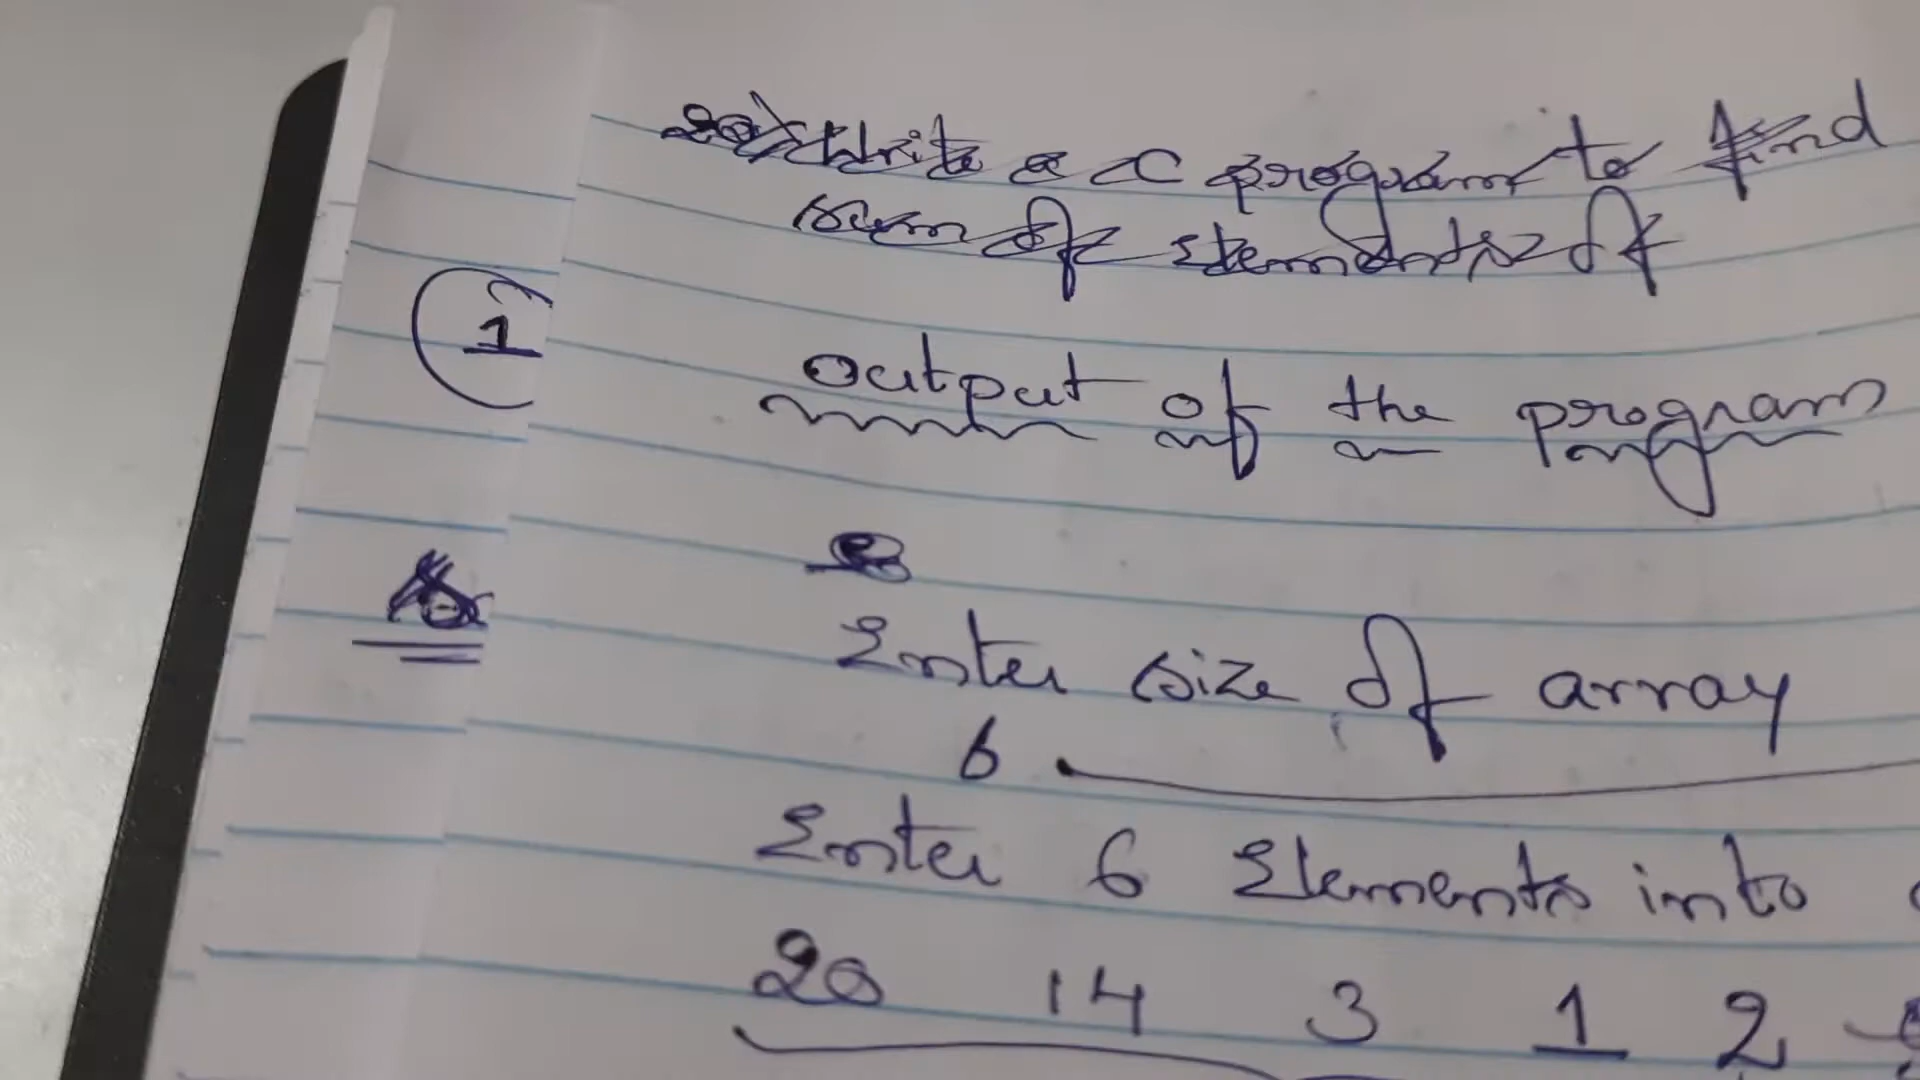 20) Write a C program to find
sum of Elements of
1
output of the program
Enter size of array
6
Enter 6 Elements into
20 14 3 1 2